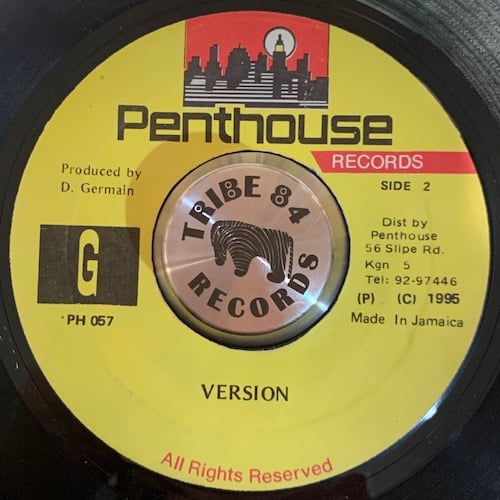 Penthouse
RECORDS
Produced by
D. Germain
SIDE 2
Dist by
Penthouse
56 Slipe Rd.
Kgn 5
Tel: 92-97446
(P) (C) 1995
Made In Jamaica
G
PH 057
TRIBE 84
RECORDS
VERSION
All Rights Reserved